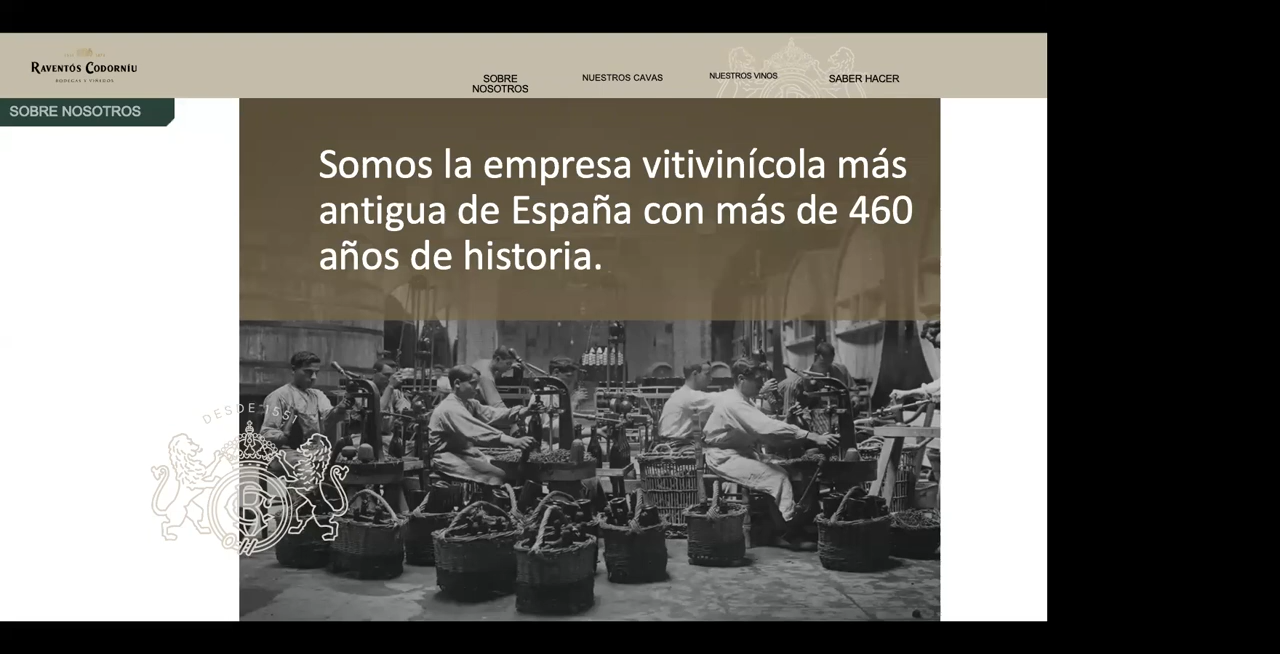 RAVENTÓS CODORNÍU
BODEGAS Y VIÑEDOS
SOBRE
NOSOTROS
NUESTROS CAVAS
NUESTROS VINOS
SABER HACER
SOBRE NOSOTROS
Somos la empresa vitivinícola más
antigua de España con más de 460
años de historia.
DESDE 1551